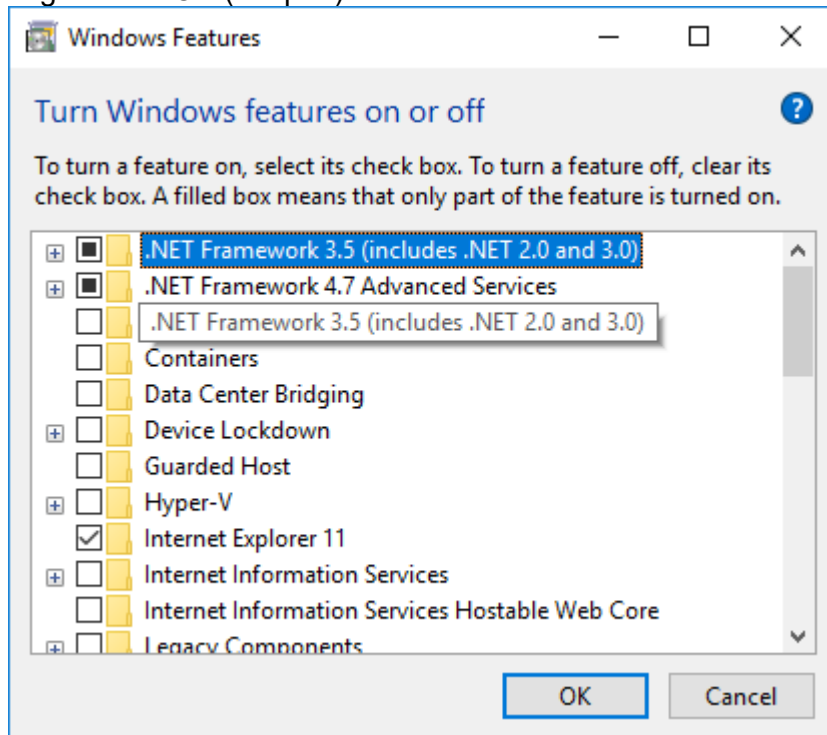 Windows Features
Turn Windows features on or off
To turn a feature on, select its check box. To turn a feature off, clear its
check box. A filled box means that only part of the feature is turned on.
.NET Framework 3.5 (includes .NET 2.0 and 3.0)
.NET Framework 4.7 Advanced Services
.NET Framework 3.5 (includes .NET 2.0 and 3.0)
Containers
Data Center Bridging
Device Lockdown
Guarded Host
Hyper-V
Internet Explorer 11
Internet Information Services
Internet Information Services Hostable Web Core
Legacy Components
OK Cancel